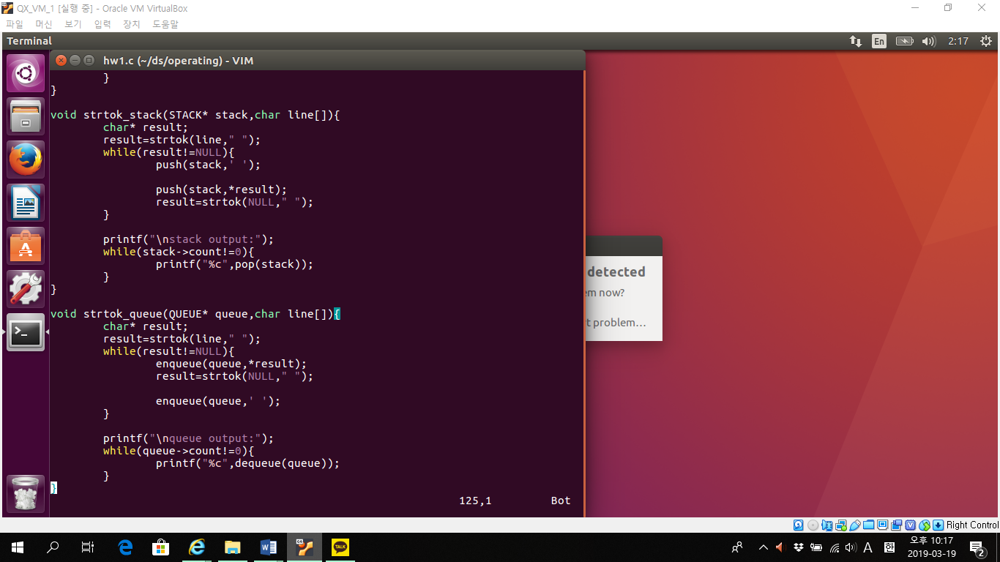 QX_VM_1 [실행 중] - Oracle VM VirtualBox
파일 머신 보기 입력 장치 도움말
Terminal En 2:17
hw1.c (~/ds/operating) - VIM
}
}
void strtok_stack(STACK* stack,char line[]){
char* result;
result=strtok(line," ");
while(result!=NULL){
push(stack,' ');
push(stack,*result);
result=strtok(NULL," ");
}
printf("\nstack output:");
while(stack->count!=0){
printf("%c",pop(stack));
}
}
void strtok_queue(QUEUE* queue,char line[]){
char* result;
result=strtok(line," ");
while(result!=NULL){
enqueue(queue,*result);
result=strtok(NULL," ");
enqueue(queue,' ');
}
printf("\nqueue output:");
while(queue->count!=0){
printf("%c",dequeue(queue));
}
}
125,1 Bot
detected
em now?
t problem…
Right Control
TALK
A 한
오후 10:17
2019-03-19
2